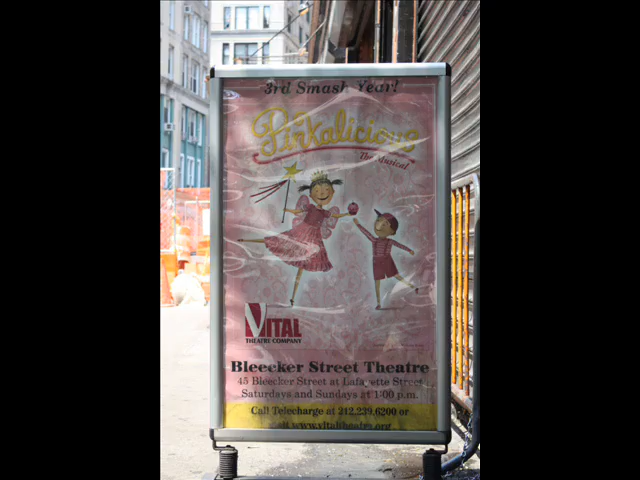 3rd Smash Year!
Pinkalicious
The Musical
VITAL
THEATRE COMPANY
Bleecker Street Theatre
45 Bleecker Street at Lafayette Street
Saturdays and Sundays at 1:00 p.m.
Call Telecharge at 212.239.6200 or
visit www.vitaltheatre.org